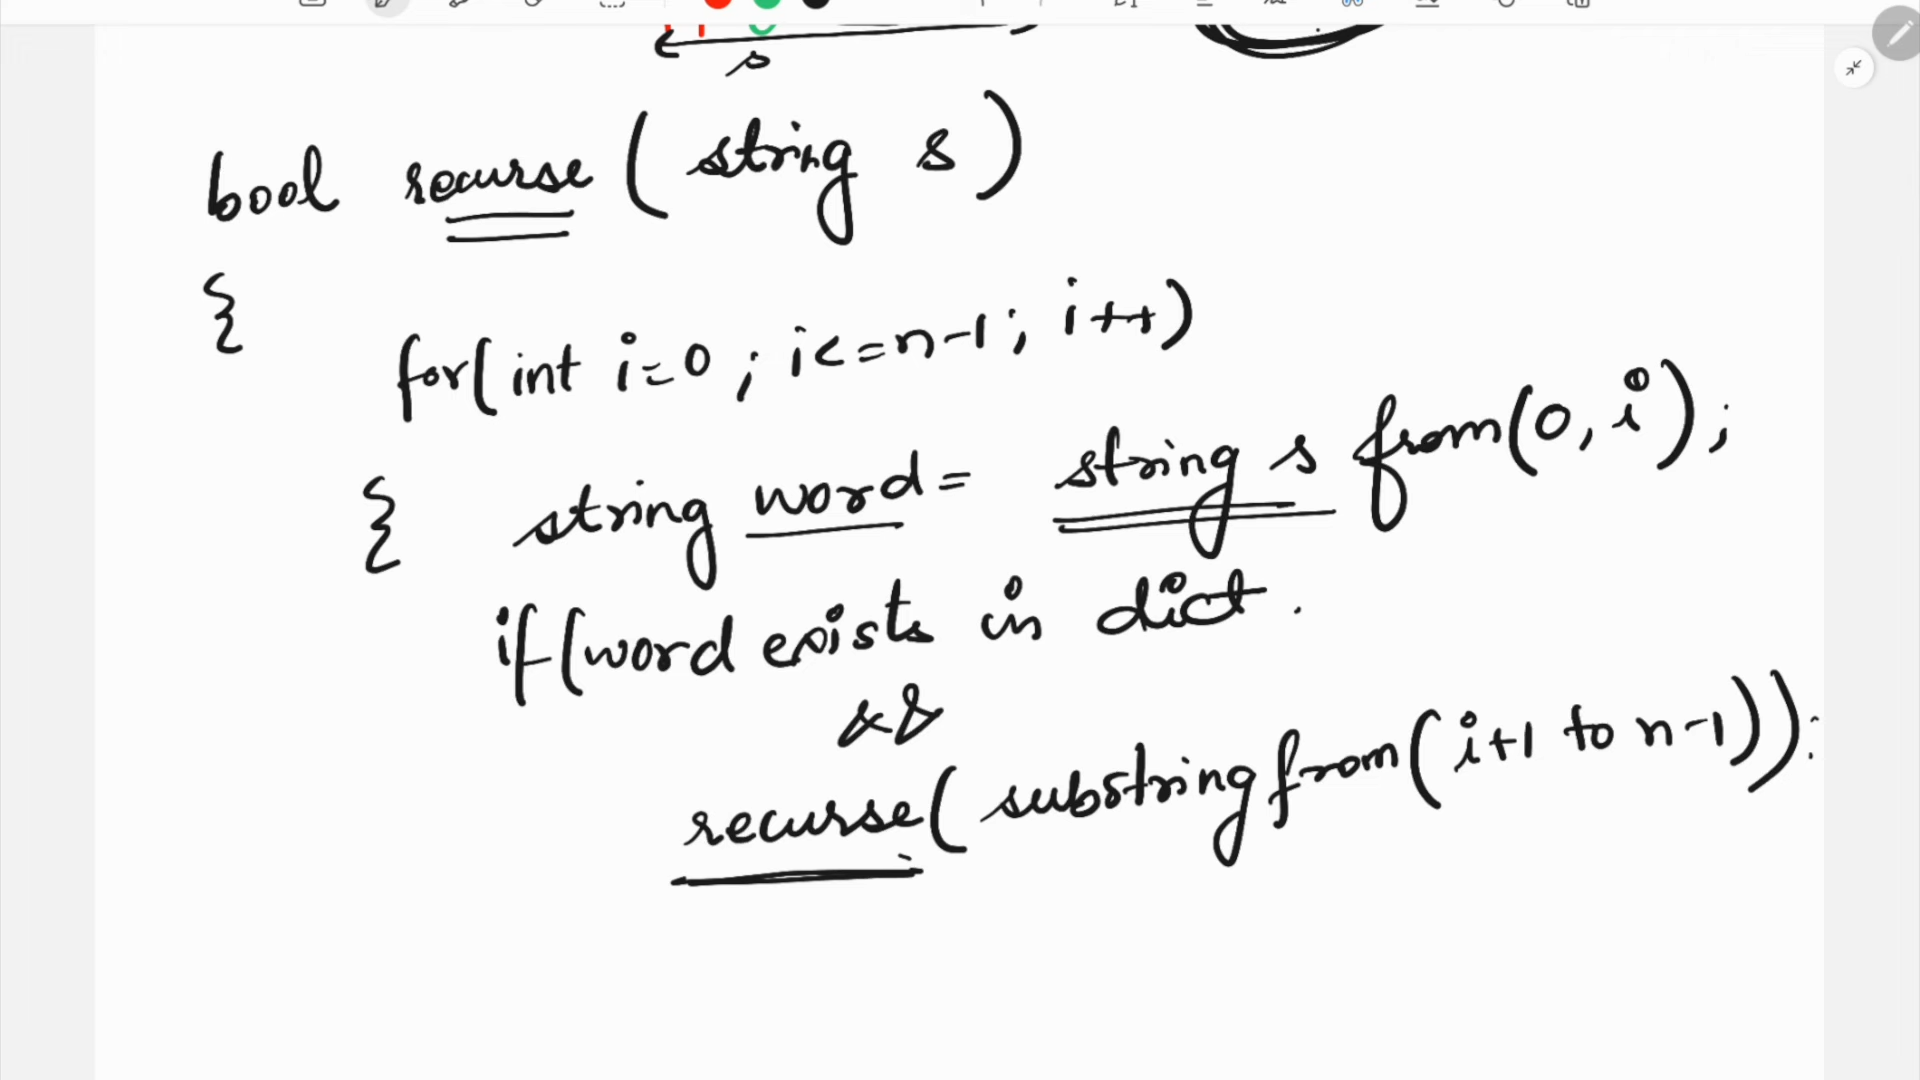 s
bool recurse ( string s )
{
for( int i=0 ; i<=n-1; i++)
{ string word = string s from(0, i);
if (word exists in dict.
&&
recurse ( substring from (i+1 to n-1)):